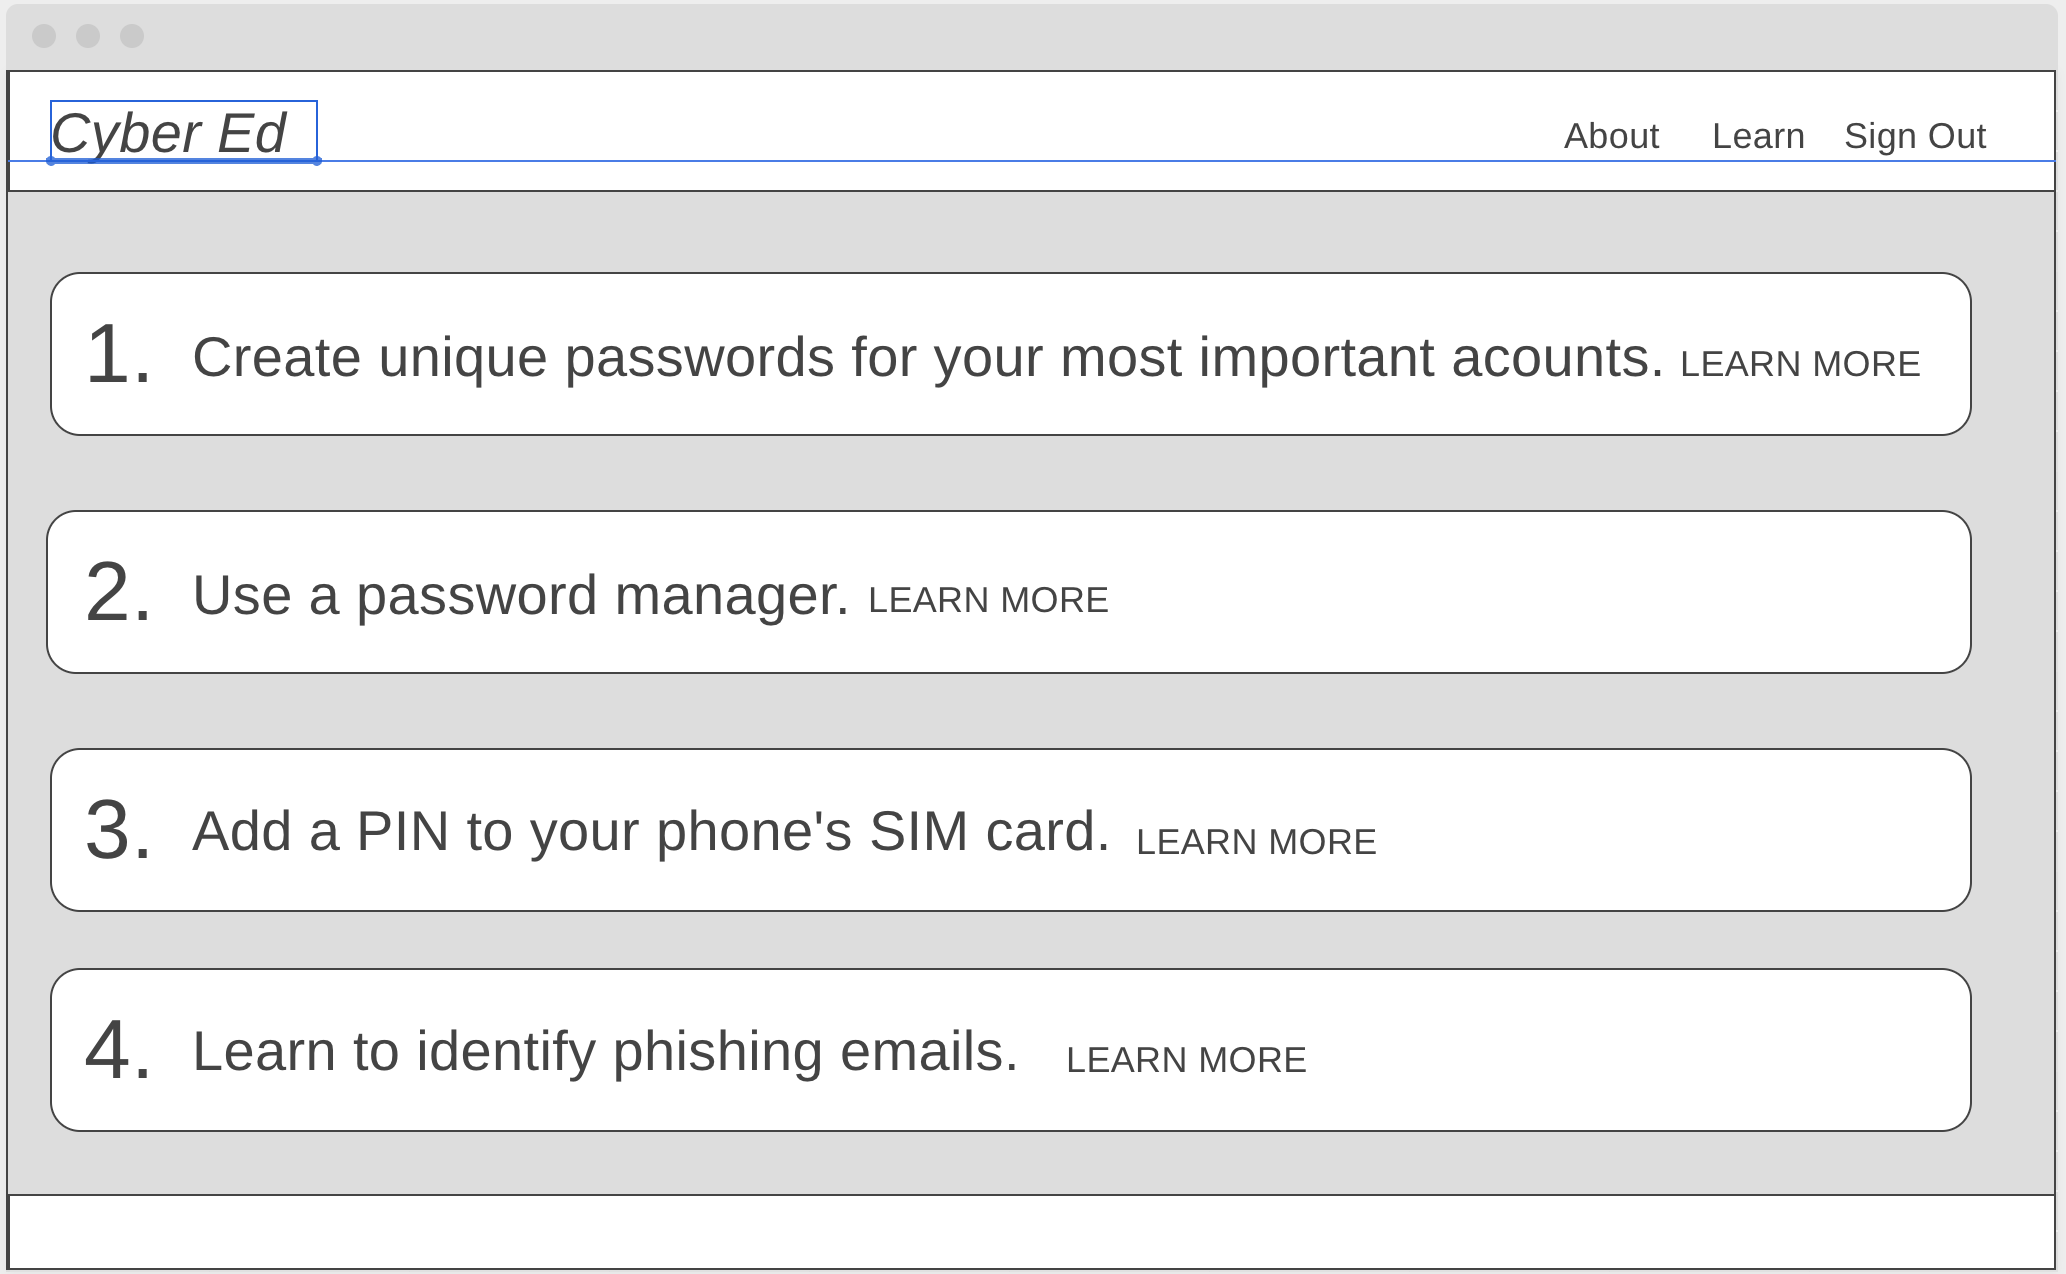 Cyber Ed
About Learn Sign Out
1. Create unique passwords for your most important acounts. LEARN MORE
2. Use a password manager. LEARN MORE
3. Add a PIN to your phone's SIM card. LEARN MORE
4. Learn to identify phishing emails. LEARN MORE